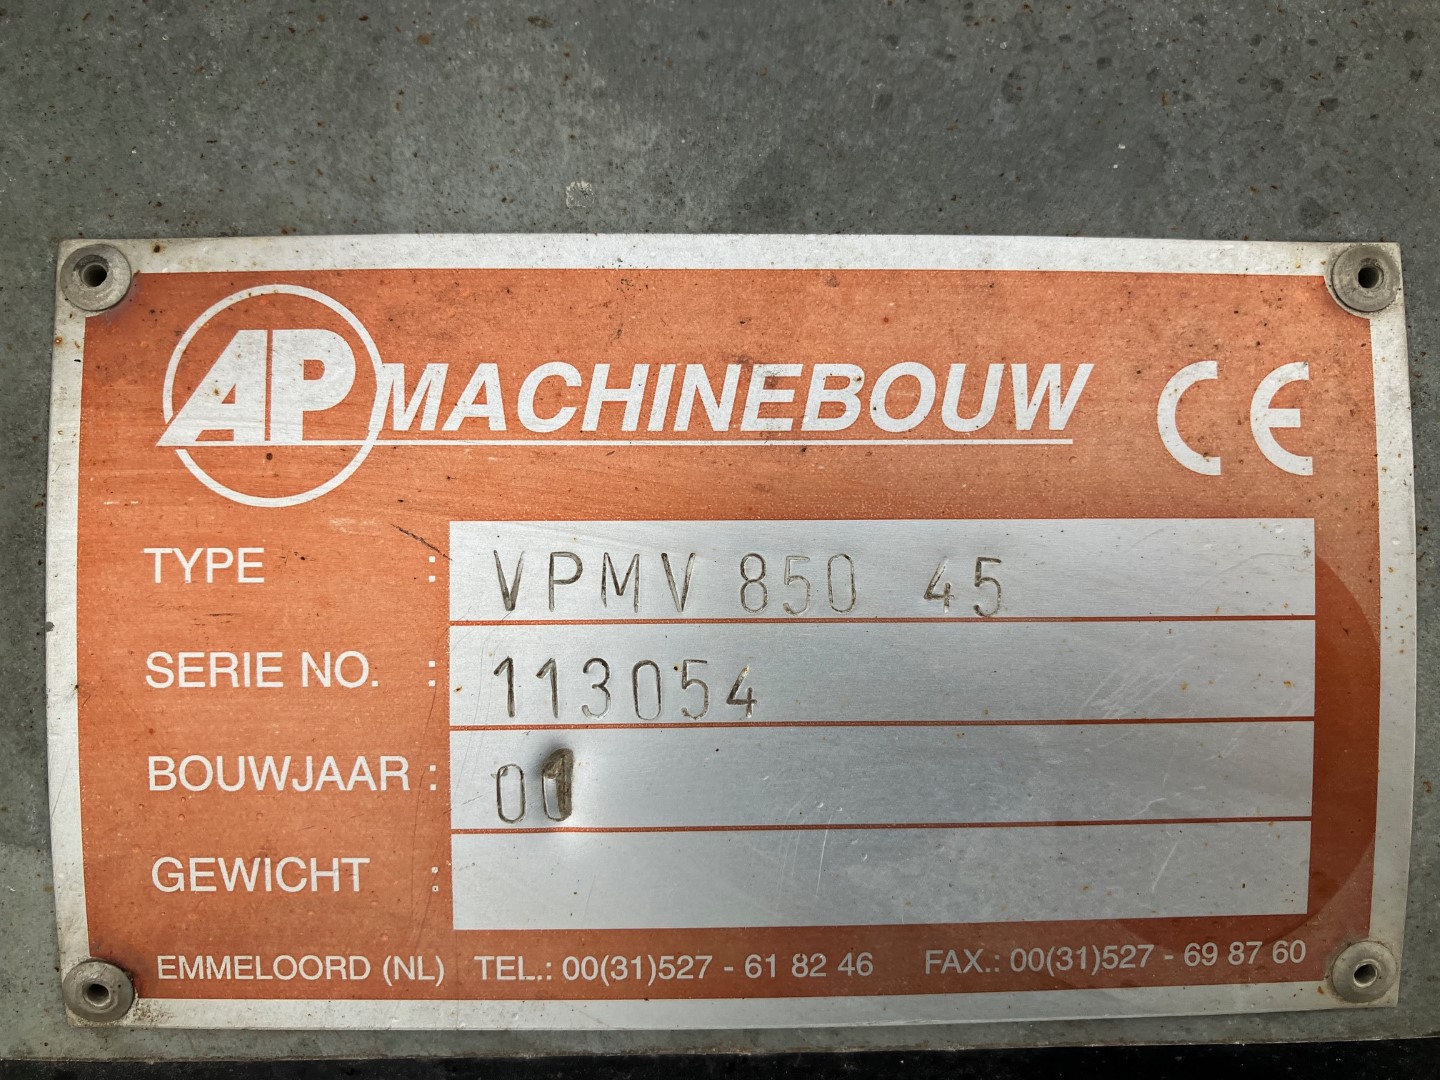 AP MACHINEBOUW CE
TYPE : VPMV 850 45
SERIE NO. : 113054
BOUWJAAR : 01
GEWICHT :
EMMELOORD (NL) TEL.: 00(31)527 - 61 82 46 FAX.: 00(31)527 - 69 87 60